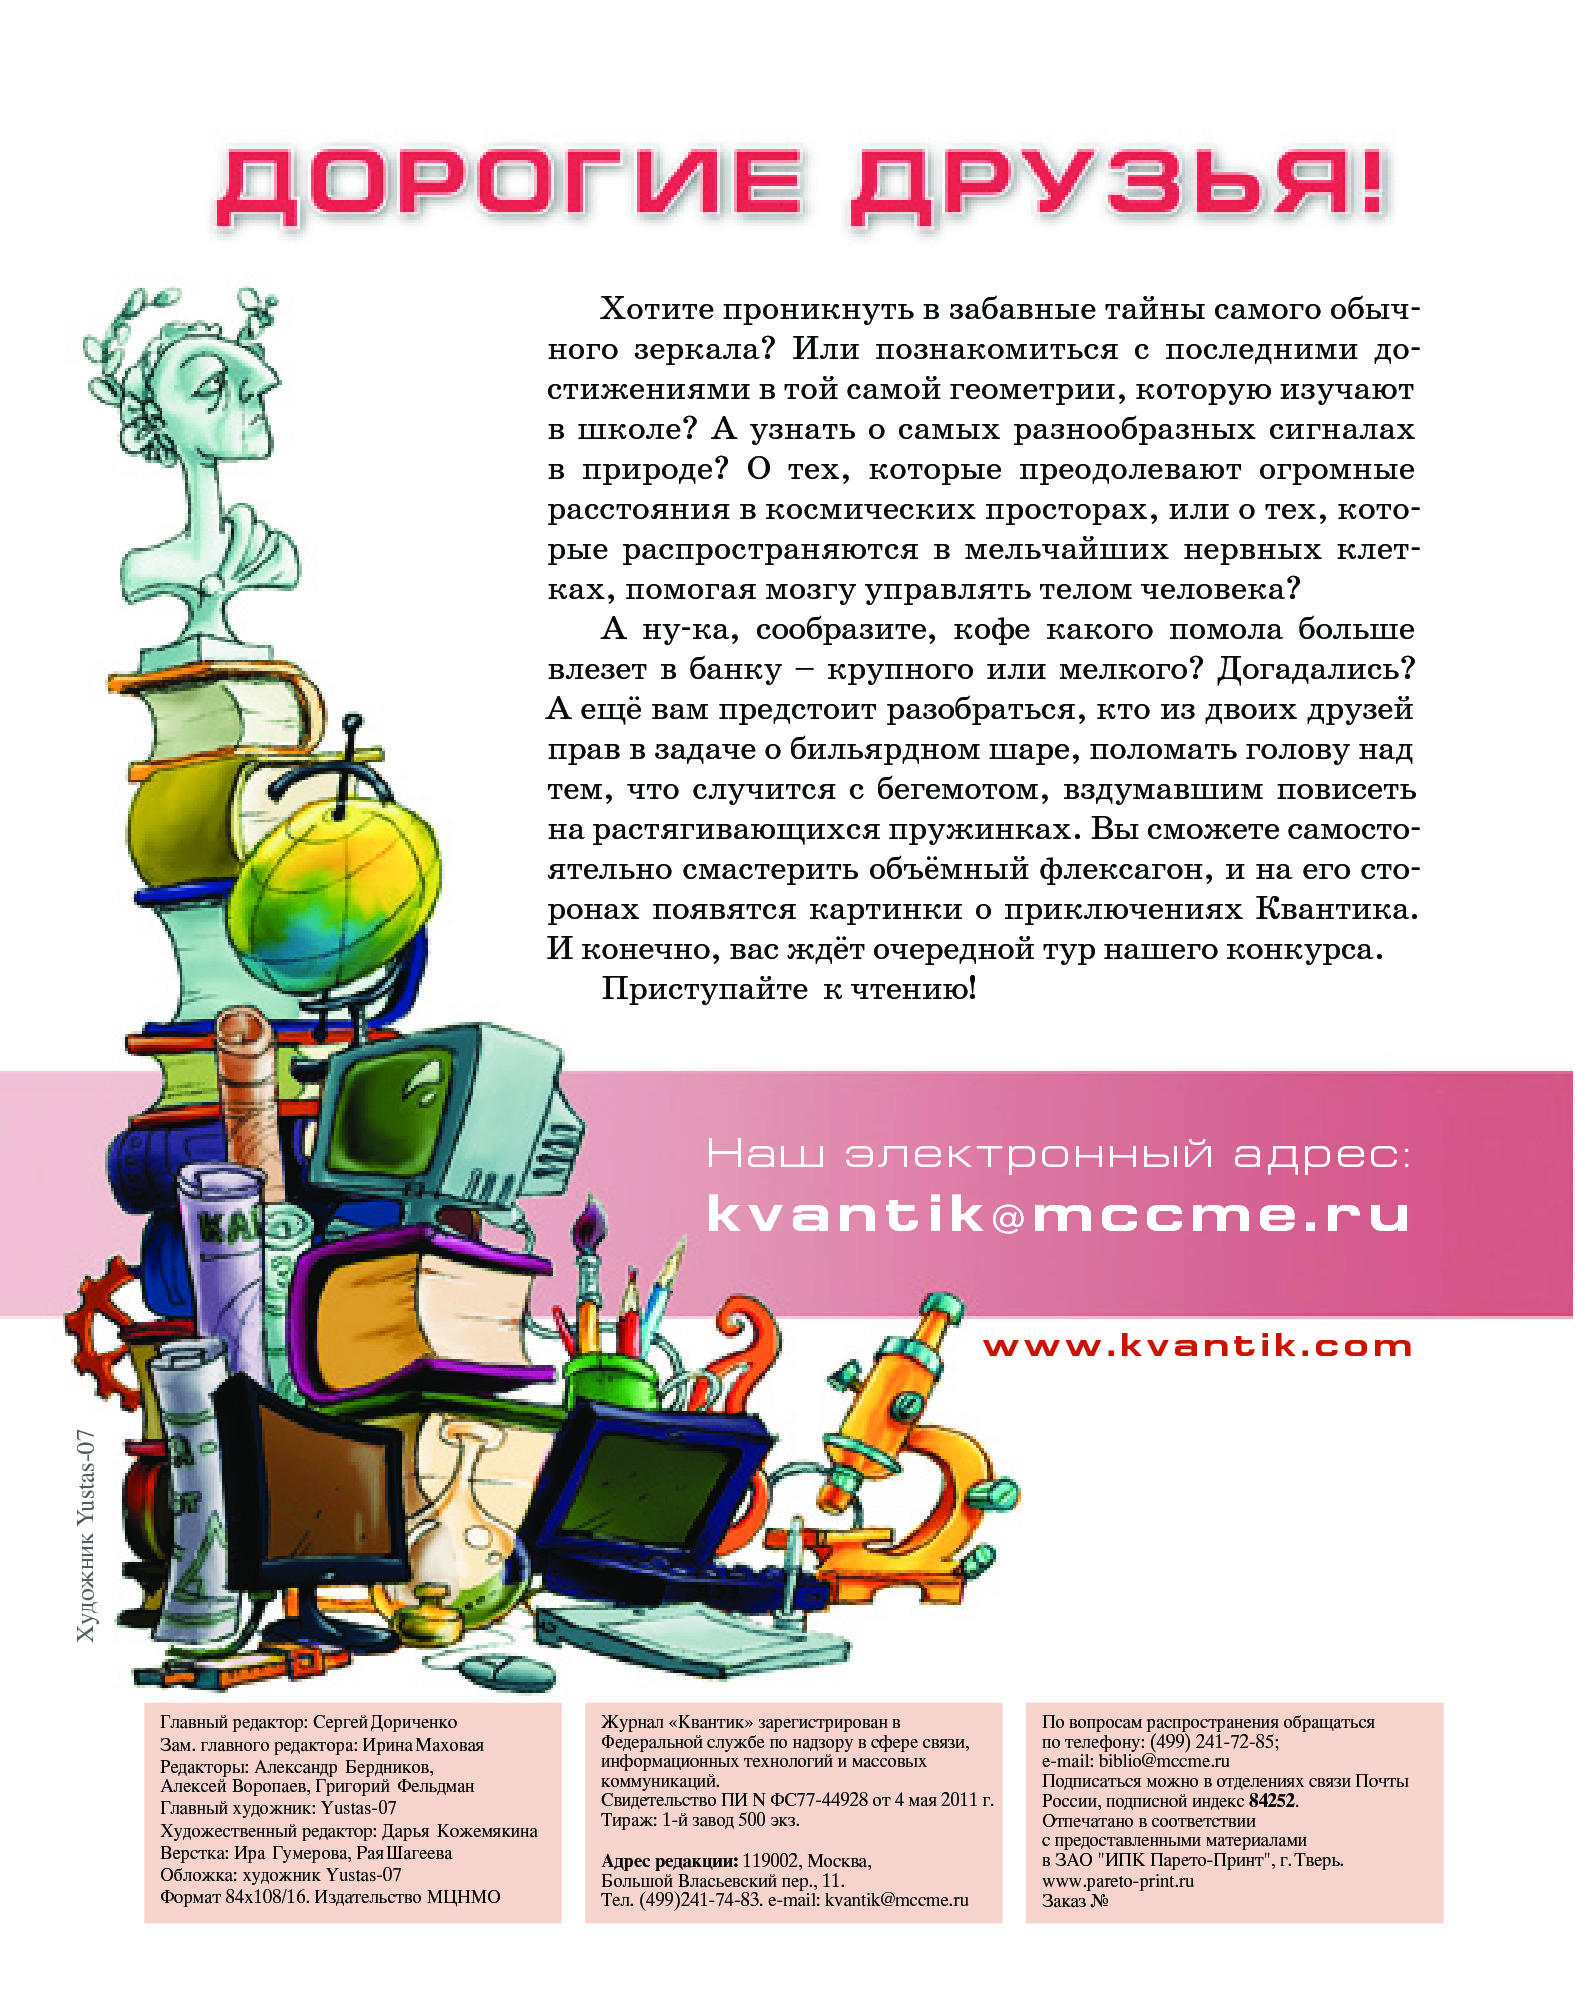 ДОРОГИЕ ДРУЗЬЯ!
Хотите проникнуть в забавные тайны самого обыч-
ного зеркала? Или познакомиться с последними до-
стижениями в той самой геометрии, которую изучают
в школе? А узнать о самых разнообразных сигналах
в природе? О тех, которые преодолевают огромные
расстояния в космических просторах, или о тех, кото-
рые распространяются в мельчайших нервных клет-
ках, помогая мозгу управлять телом человека?
А ну-ка, сообразите, кофе какого помола больше
влезет в банку – крупного или мелкого? Догадались?
А ещё вам предстоит разобраться, кто из двоих друзей
прав в задаче о бильярдном шаре, поломать голову над
тем, что случится с бегемотом, вздумавшим повисеть
на растягивающихся пружинках. Вы сможете самосто-
ятельно смастерить объёмный флексагон, и на его сто-
ронах появятся картинки о приключениях Квантика.
И конечно, вас ждёт очередной тур нашего конкурса.
Приступайте к чтению!
Наш электронный адрес:
kvantik@mccme.ru
www.kvantik.com
Художник Yustas-07
Главный редактор: Сергей Дориченко
Зам. главного редактора: Ирина Маховая
Редакторы: Александр Бердников,
Алексей Воропаев, Григорий Фельдман
Главный художник: Yustas-07
Художественный редактор: Дарья Кожемякина
Верстка: Ира Гумерова, Рая Шагеева
Обложка: художник Yustas-07
Формат 84х108/16. Издательство МЦНМО
Журнал «Квантик» зарегистрирован в
Федеральной службе по надзору в сфере связи,
информационных технологий и массовых
коммуникаций.
Свидетельство ПИ N ФС77-44928 от 4 мая 2011 г.
Тираж: 1-й завод 500 экз.
Адрес редакции: 119002, Москва,
Большой Власьевский пер., 11.
Тел. (499)241-74-83. e-mail: kvantik@mccme.ru
По вопросам распространения обращаться
по телефону: (499) 241-72-85;
e-mail: biblio@mccme.ru
Подписаться можно в отделениях связи Почты
России, подписной индекс 84252.
Отпечатано в соответствии
с предоставленными материалами
в ЗАО "ИПК Парето-Принт", г. Тверь.
www.pareto-print.ru
Заказ №